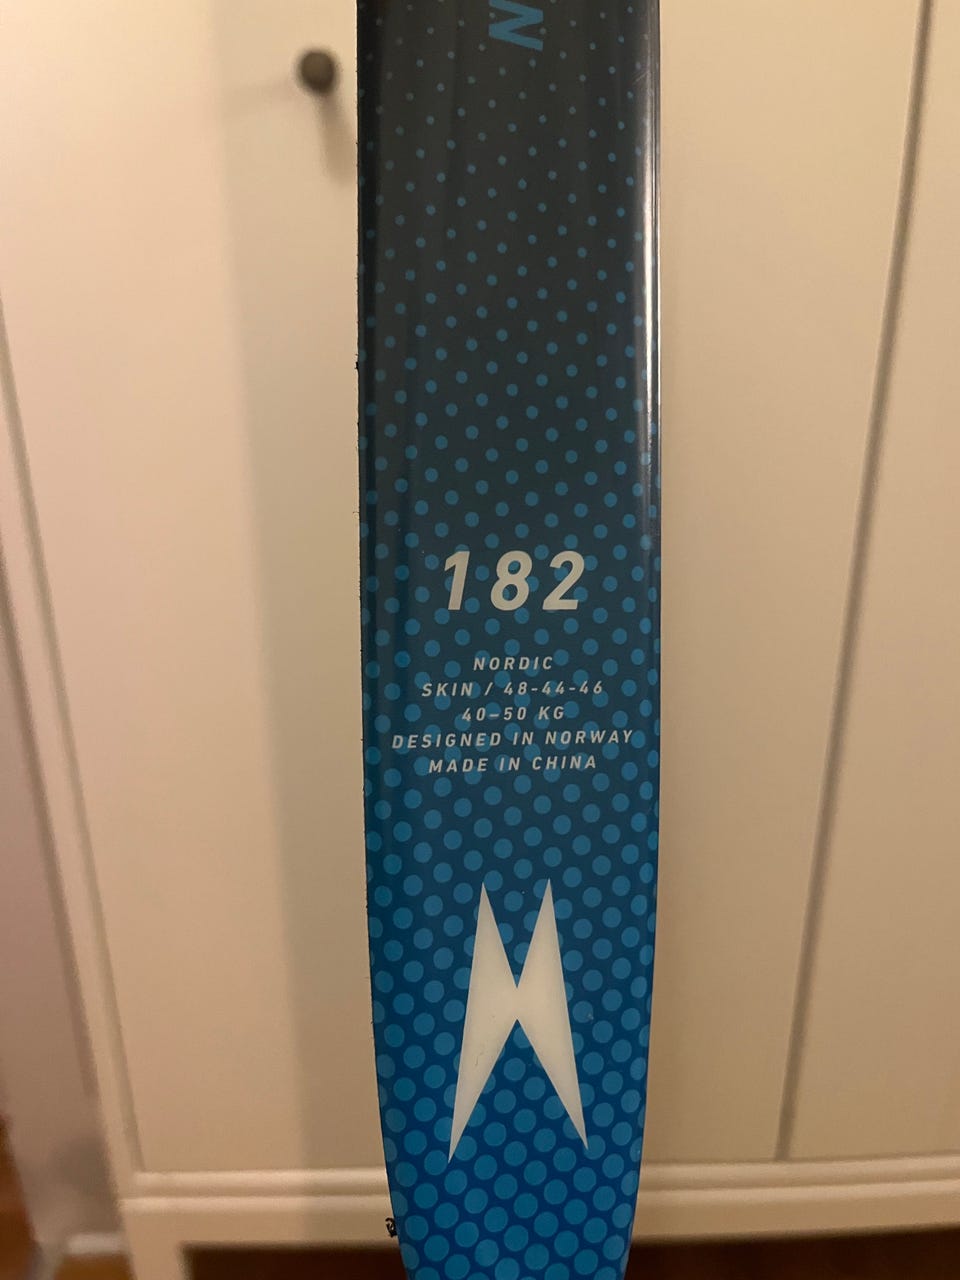 182
NORDIC
SKIN / 48-44-46
40–50 KG
DESIGNED IN NORWAY
MADE IN CHINA